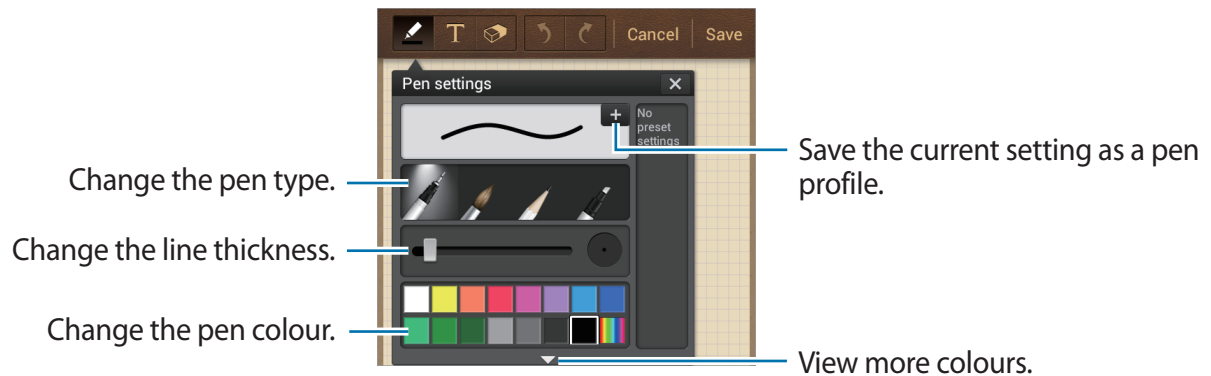 T
Cancel
Save
Pen settings
No
preset
settings
Save the current setting as a pen
profile.
Change the pen type.
Change the line thickness.
Change the pen colour.
View more colours.